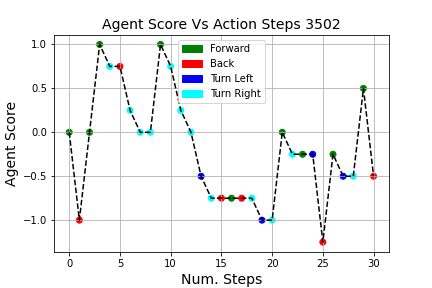 Agent Score Vs Action Steps 3502
Agent Score
1.0
0.5
0.0
−0.5
−1.0
Forward
Back
Turn Left
Turn Right
0 5 10 15 20 25 30
Num. Steps